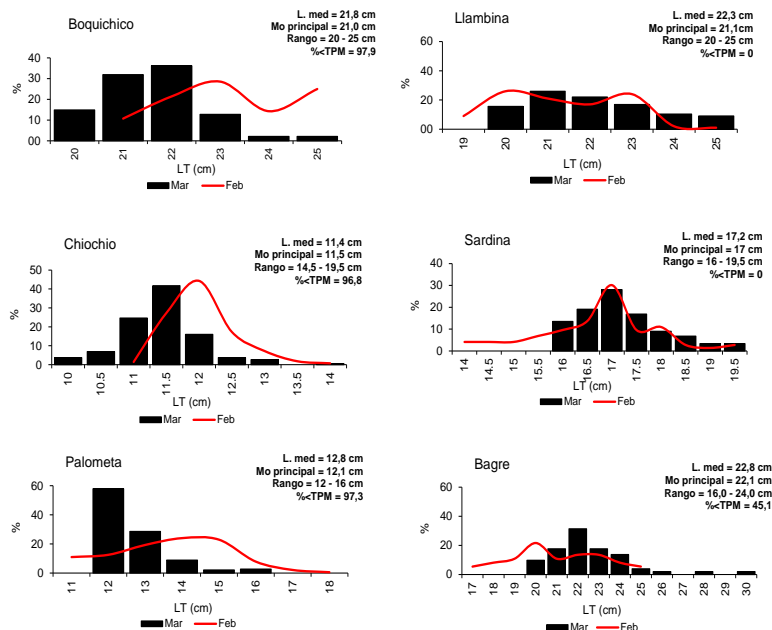 Boquichico
L. med = 21,8 cm
Mo principal = 21,0 cm
Rango = 20 - 25 cm
%<TPM = 97,9
%
40
30
20
10
00
20 21 22 23 24 25
LT (cm)
Mar Feb
Llambina
L. med = 22,3 cm
Mo principal = 21,1cm
Rango = 20 - 25 cm
%<TPM = 0
%
60
40
20
00
19 20 21 22 23 24 25
LT (cm)
Mar Feb
Chiochio
L. med = 11,4 cm
Mo principal = 11,5 cm
Rango = 14,5 - 19,5 cm
%<TPM = 96,8
%
50
40
30
20
10
0
10 10.5 11 11.5 12 12.5 13 13.5 14
LT (cm)
Mar Feb
Sardina
L. med = 17,2 cm
Mo principal = 17 cm
Rango = 16 - 19,5 cm
%<TPM = 0
%
40
30
20
10
0
14 14.5 15 15.5 16 16.5 17 17.5 18 18.5 19 19.5
LT (cm)
Mar Feb
Palometa
L. med = 12,8 cm
Mo principal = 12,1 cm
Rango = 12 - 16 cm
%<TPM = 97,3
%
60
40
20
0
11 12 13 14 15 16 17 18
LT (cm)
Mar Feb
Bagre
L. med = 22,8 cm
Mo principal = 22,1 cm
Rango = 16,0 - 24,0 cm
%<TPM = 45,1
%
60
40
20
0
17 18 19 20 21 22 23 24 25 26 27 28 29 30
LT (cm)
Mar Feb